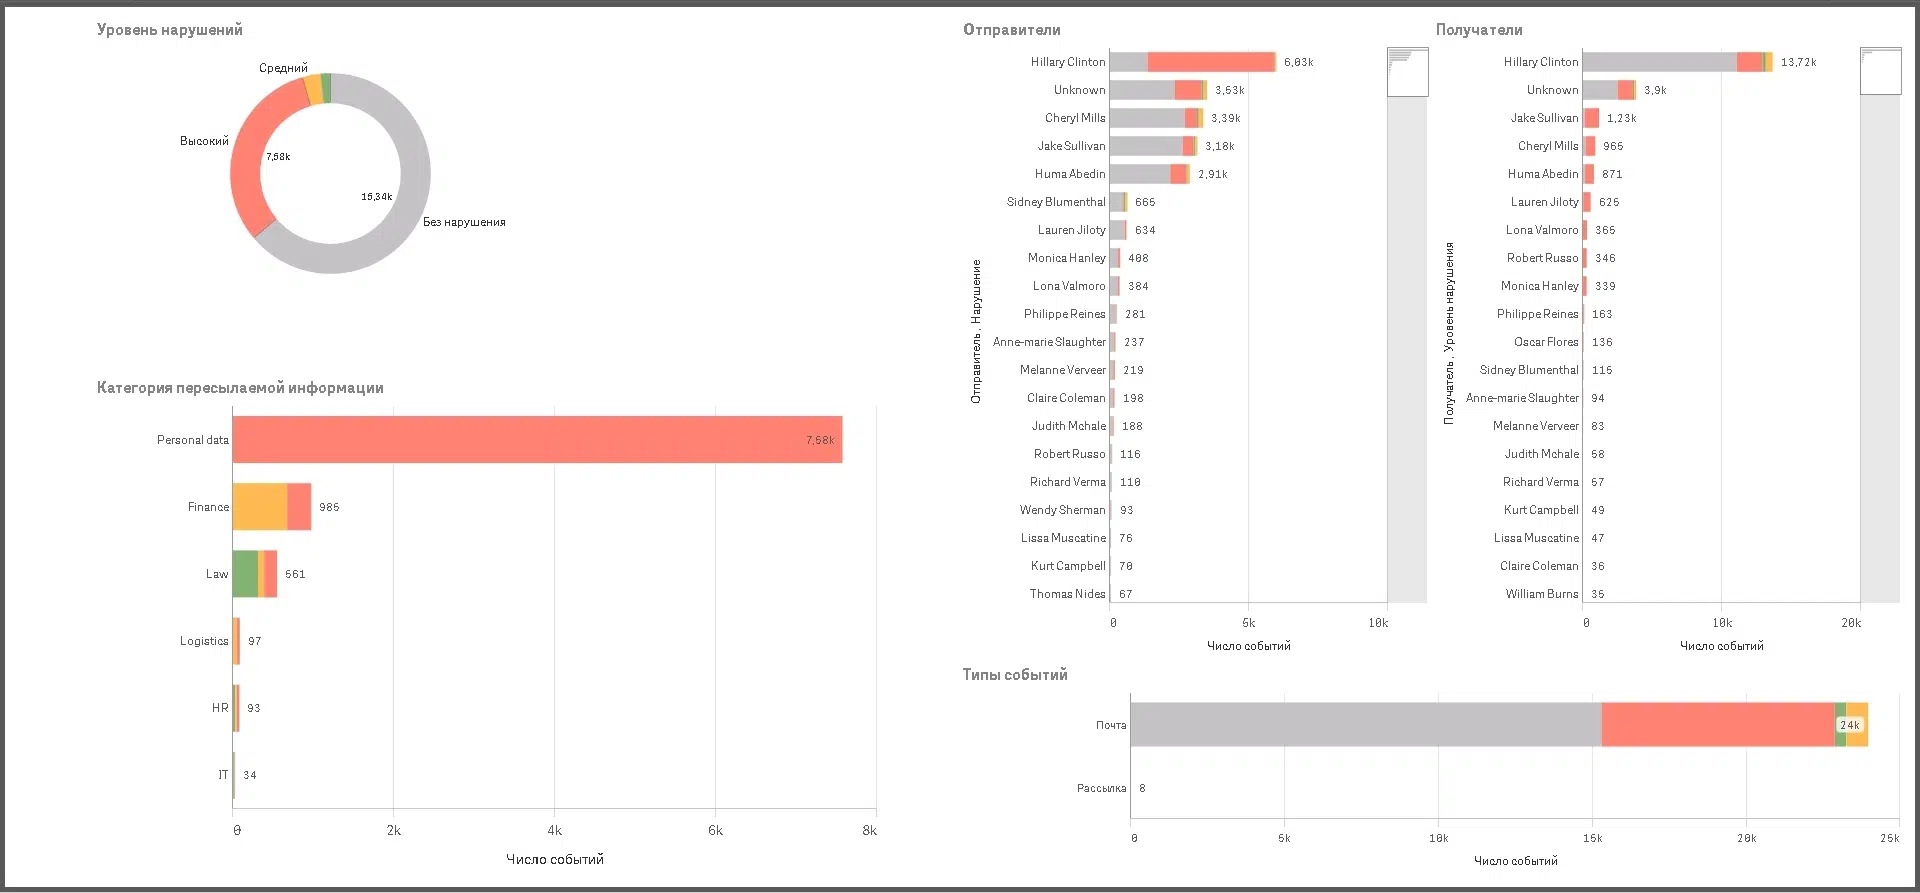 Уровень нарушений
Средний
Высокий
7,58k
15,34k
Без нарушения
Категория пересылаемой информации
Personal data
7,58k
Finance
985
Law
561
Logistics
97
HR
93
IT
34
0
2k
4k
6k
8k
Число событий
Отправители
Отправитель , Нарушение
Hillary Clinton
6,03k
Unknown
3,53k
Cheryl Mills
3,39k
Jake Sullivan
3,18k
Huma Abedin
2,91k
Sidney Blumenthal
665
Lauren Jiloty
634
Monica Hanley
408
Lona Valmoro
384
Philippe Reines
281
Anne-marie Slaughter
237
Melanne Verveer
219
Claire Coleman
198
Judith Mchale
188
Robert Russo
116
Richard Verma
110
Wendy Sherman
93
Lissa Muscatine
76
Kurt Campbell
70
Thomas Nides
67
0
5k
10k
Число событий
Получатели
Получатель , Уровень нарушения
Hillary Clinton
13,72k
Unknown
3,9k
Jake Sullivan
1,23k
Cheryl Mills
965
Huma Abedin
871
Lauren Jiloty
625
Lona Valmoro
365
Robert Russo
346
Monica Hanley
339
Philippe Reines
163
Oscar Flores
136
Sidney Blumenthal
115
Anne-marie Slaughter
94
Melanne Verveer
83
Judith Mchale
58
Richard Verma
57
Kurt Campbell
49
Lissa Muscatine
47
Claire Coleman
36
William Burns
35
0
10k
20k
Число событий
Типы событий
Почта
24k
Рассылка
8
0
5k
10k
15k
20k
25k
Число событий